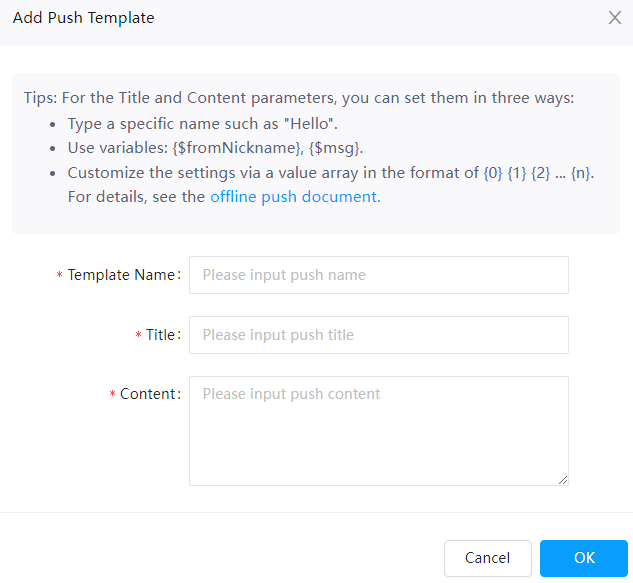 Add Push Template
Tips: For the Title and Content parameters, you can set them in three ways:
• Type a specific name such as "Hello".
• Use variables: {$fromNickname}, {$msg}.
• Customize the settings via a value array in the format of {0} {1} {2} ... {n}.
For details, see the offline push document.
* Template Name: Please input push name
* Title: Please input push title
* Content: Please input push content
Cancel OK